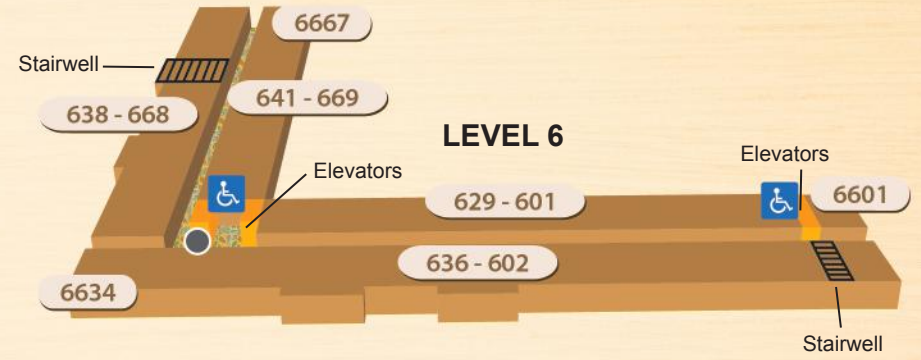 6667
Stairwell
641 - 669
638 - 668
LEVEL 6
Elevators
Elevators
629 - 601
6601
636 - 602
6634
Stairwell